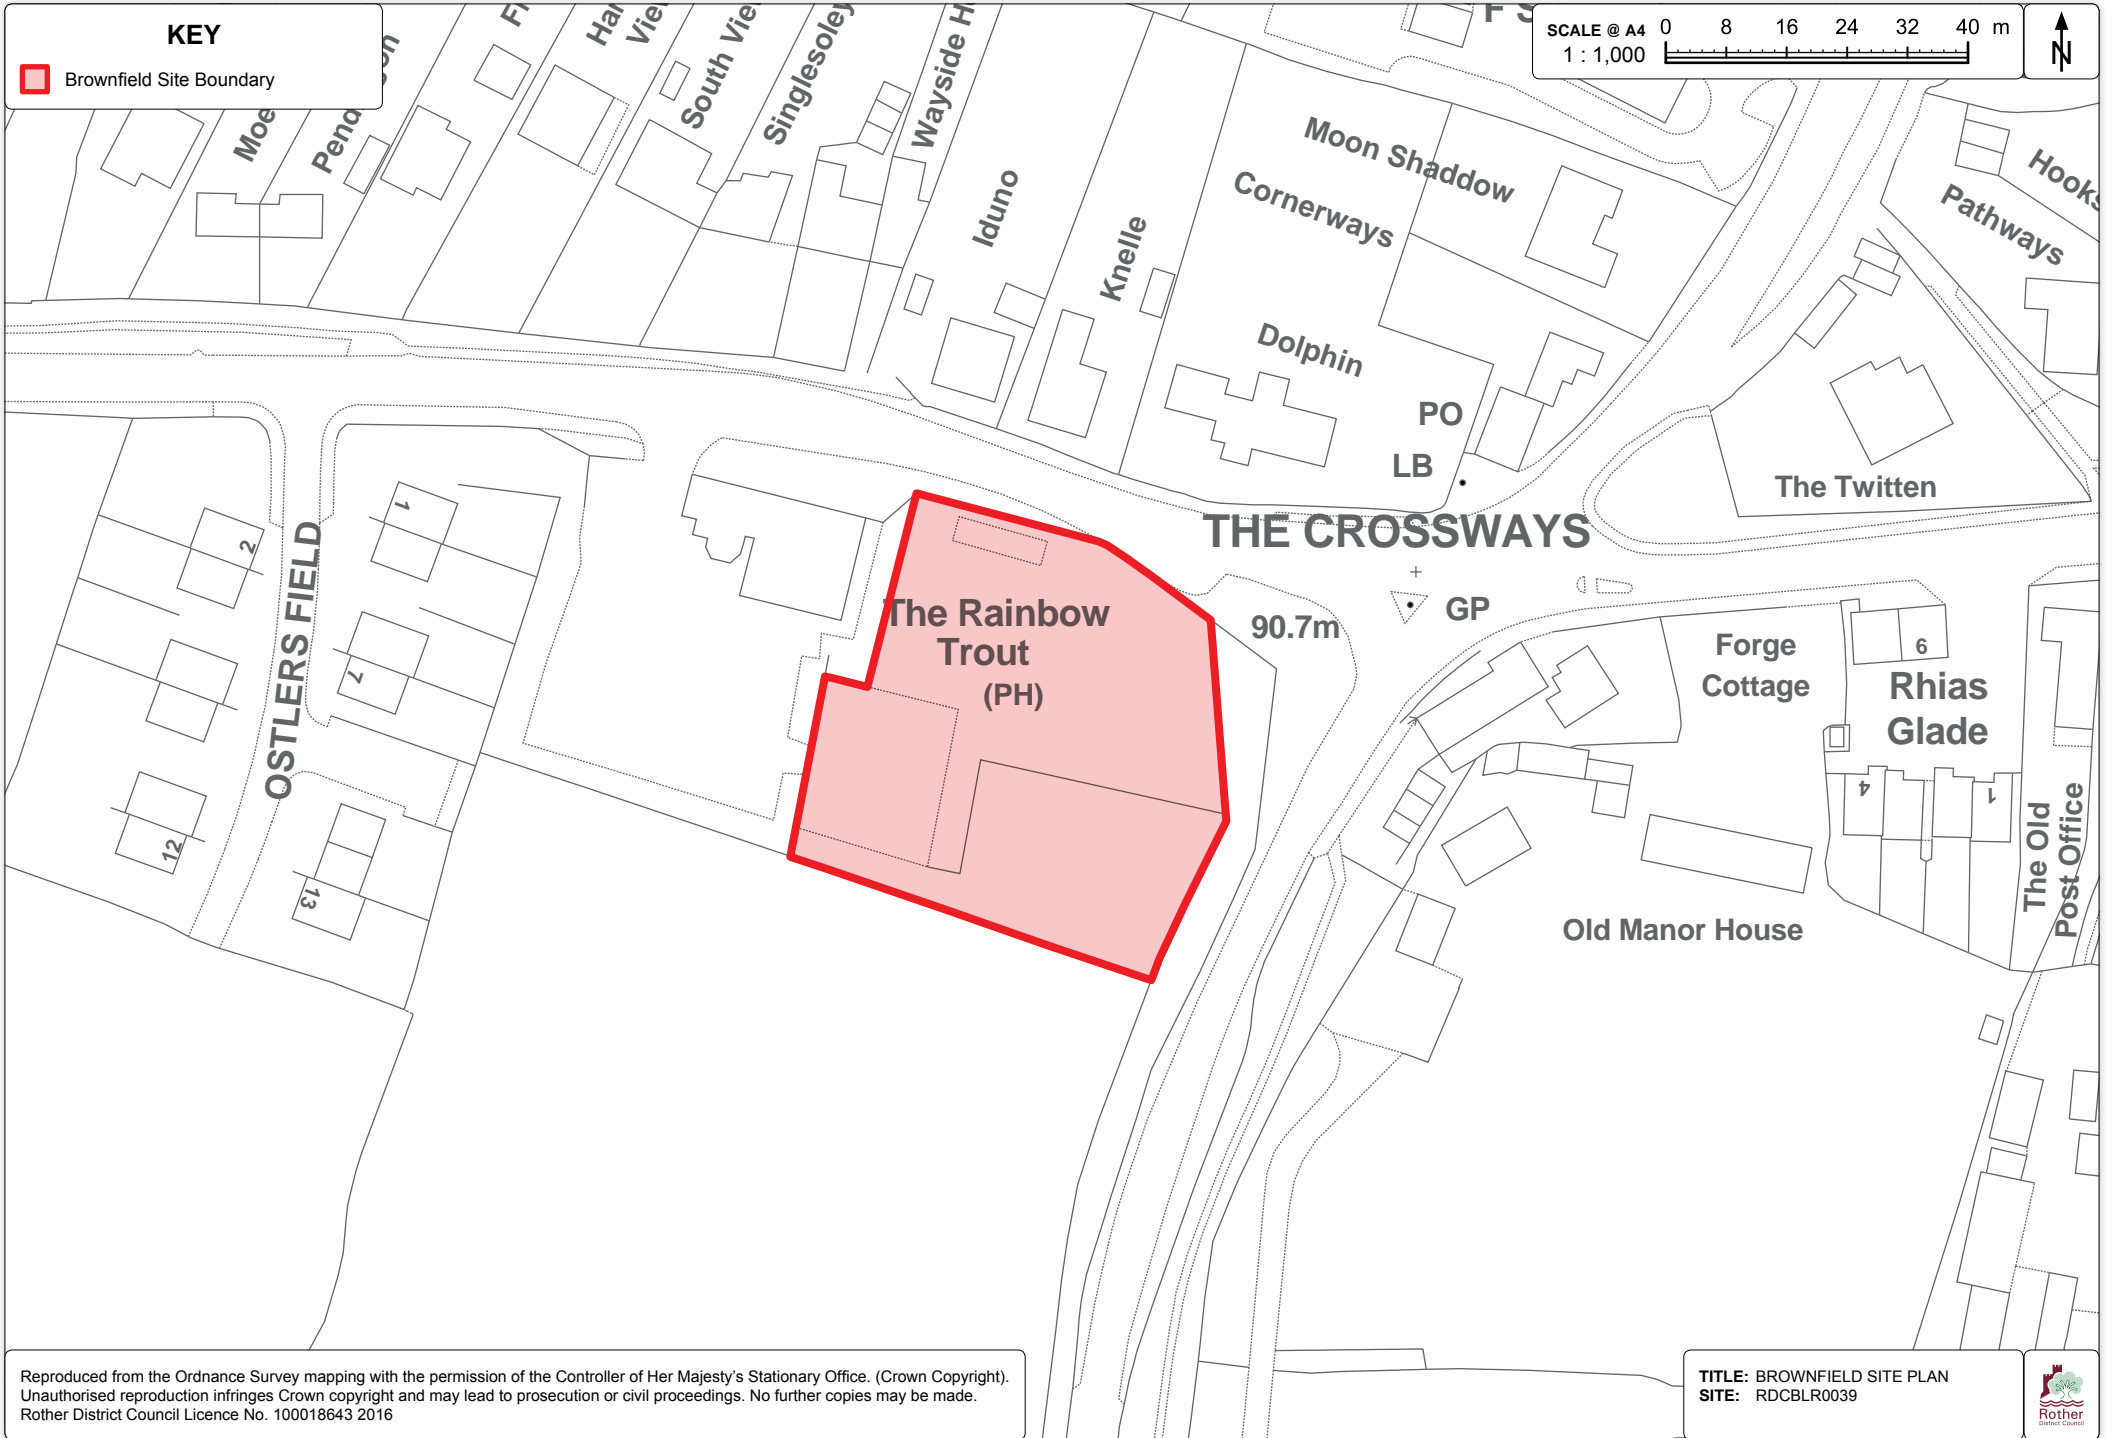 KEY
Brownfield Site Boundary
SCALE @ A4
1 : 1,000
0 8 16 24 32 40 m
N
South View
Singlesoley
Iduno
Knelle
Moon Shaddow
Cornerways
Dolphin
PO
LB
Pathways
The Twitten
THE CROSSWAYS
GP
90.7m
The Rainbow
Trout
(PH)
OSTLERS FIELD
1
2
7
12
13
Forge
Cottage
6
Rhias
Glade
4
1
The Old
Post Office
Old Manor House
Reproduced from the Ordnance Survey mapping with the permission of the Controller of Her Majesty's Stationary Office. (Crown Copyright).
Unauthorised reproduction infringes Crown copyright and may lead to prosecution or civil proceedings. No further copies may be made.
Rother District Council Licence No. 100018643 2016
TITLE: BROWNFIELD SITE PLAN
SITE: RDCBLR0039
Rother
District Council